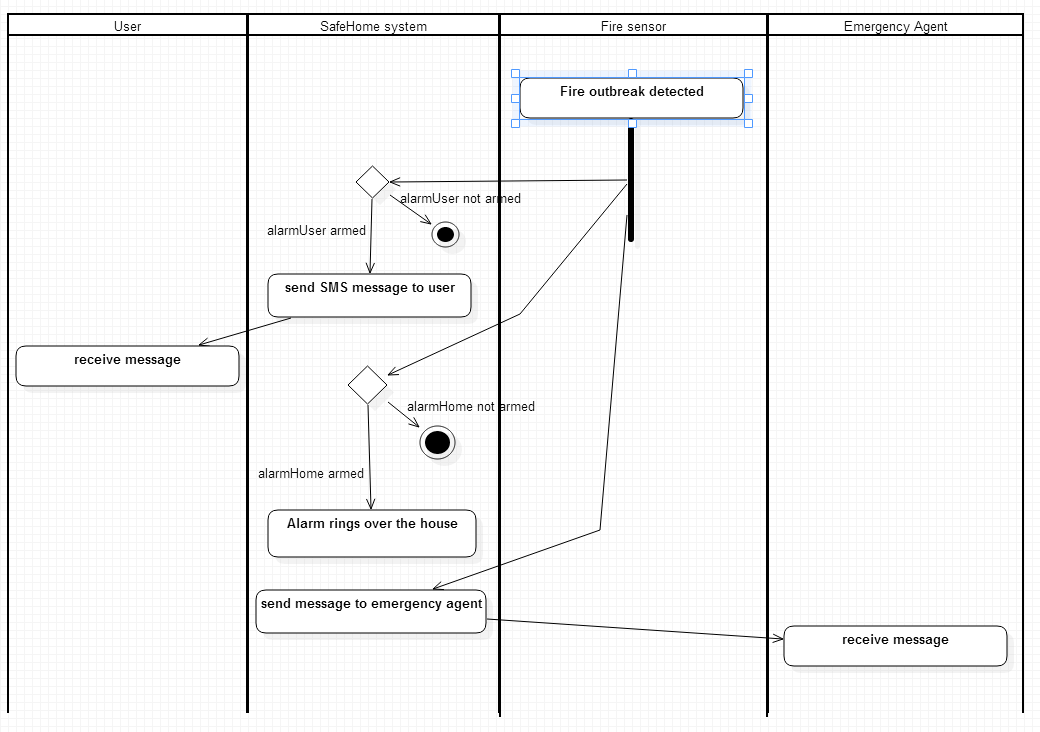 User
SafeHome system
Fire sensor
Emergency Agent
Fire outbreak detected
alarmUser not armed
alarmUser armed
send SMS message to user
receive message
alarmHome not armed
alarmHome armed
Alarm rings over the house
send message to emergency agent
receive message